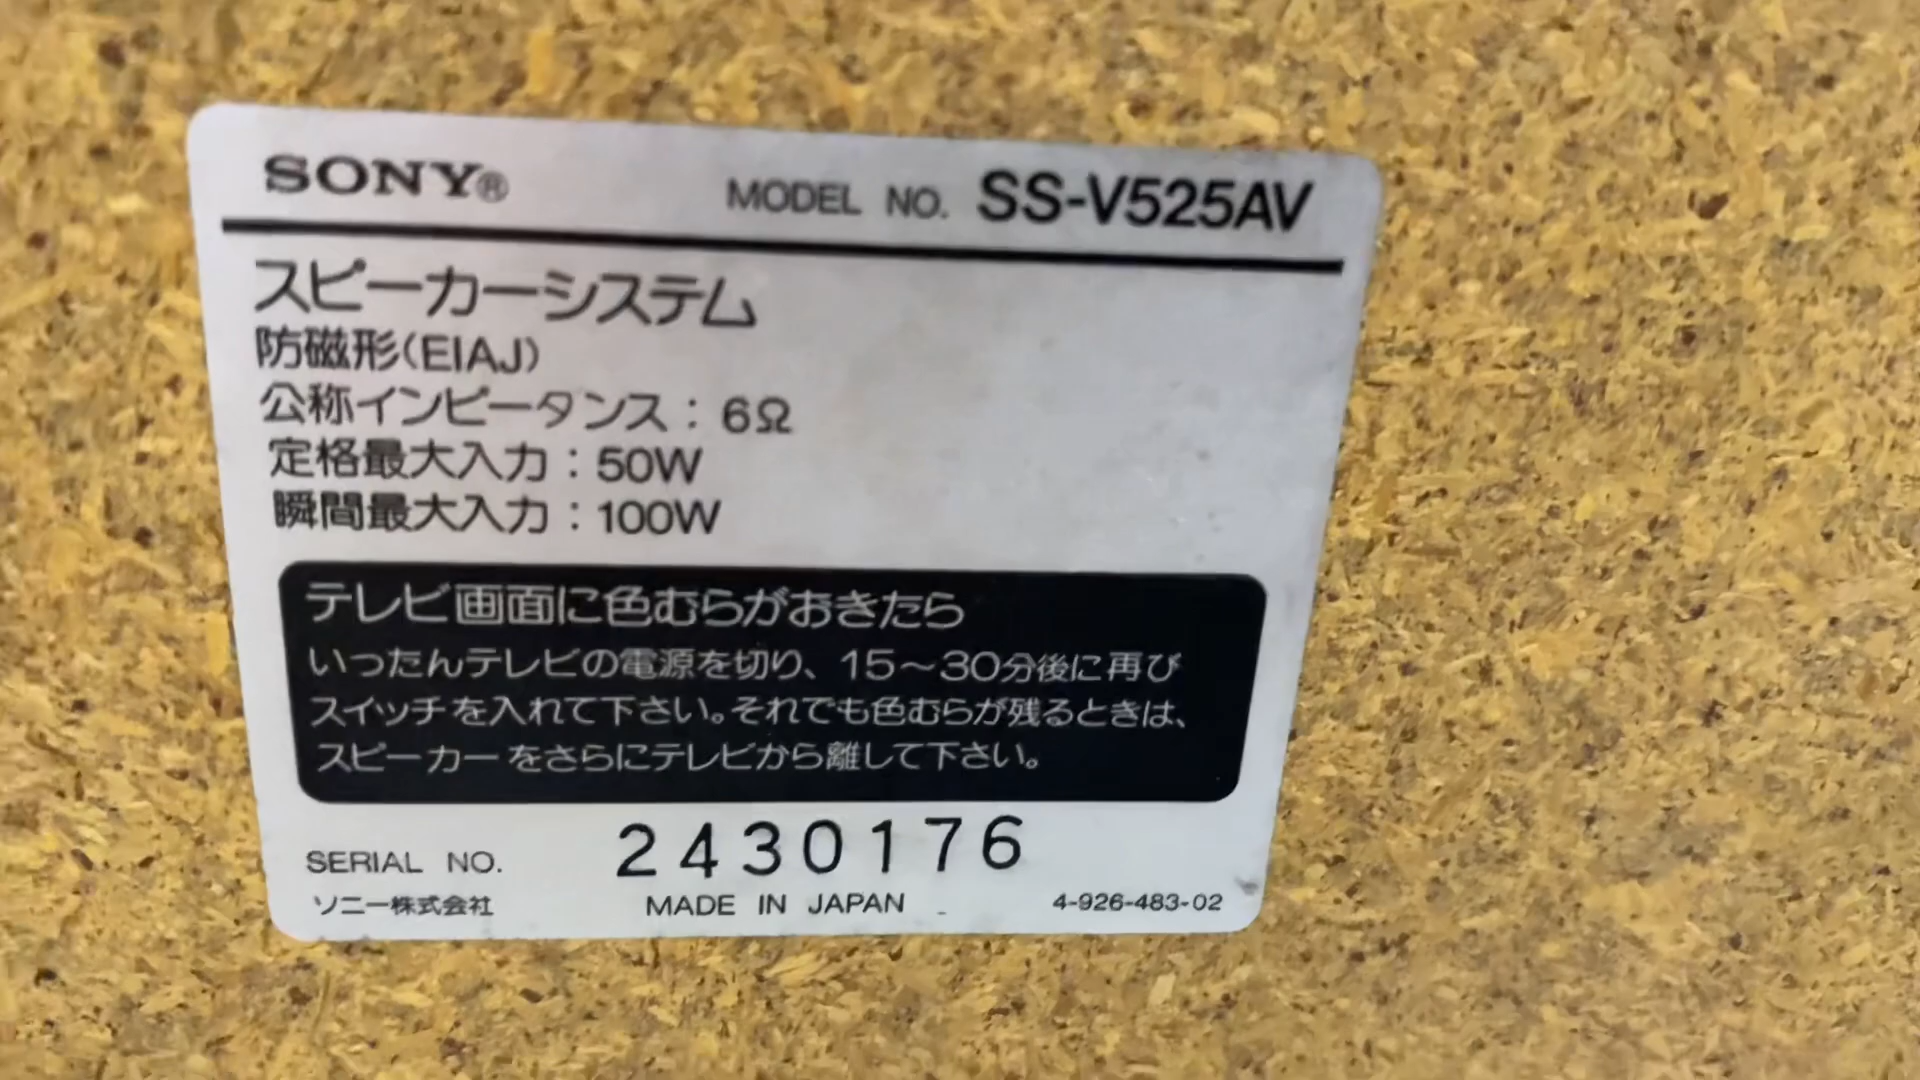 SONY®
MODEL NO. SS-V525AV
スピーカーシステム
防磁形(EIAJ)
公称インピータンス：6Ω
定格最大入力：50W
瞬間最大入力：100W
テレビ画面に色むらがおきたら
いったんテレビの電源を切り、15〜30分後に再び
スイッチを入れて下さい。それでも色むらが残るときは、
スピーカーをさらにテレビから離して下さい。
SERIAL NO. 2430176
ソニー株式会社 MADE IN JAPAN 4-926-483-02